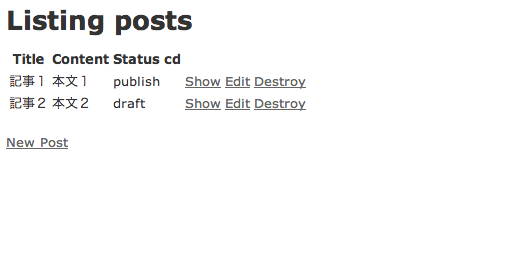 Listing posts
Title Content Status cd
記事１ 本文１ publish Show Edit Destroy
記事２ 本文２ draft Show Edit Destroy
New Post